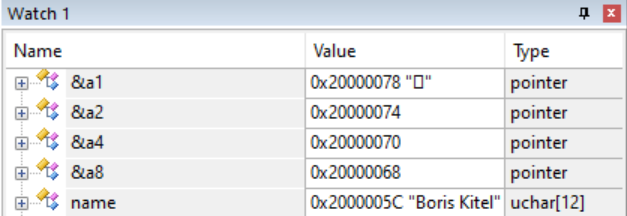 Watch 1
Name Value Type
&a1 0x20000078 "▯" pointer
&a2 0x20000074 pointer
&a4 0x20000070 pointer
&a8 0x20000068 pointer
name 0x2000005C "Boris Kitel" uchar[12]